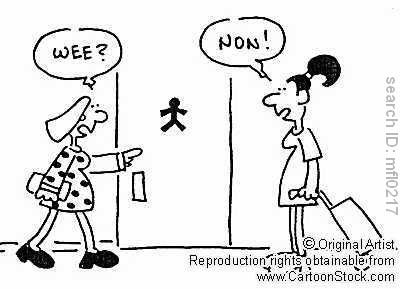 WEE?
NON!
search ID: mfl0217
© Original Artist.
Reproduction rights obtainable from
www.CartoonStock.com